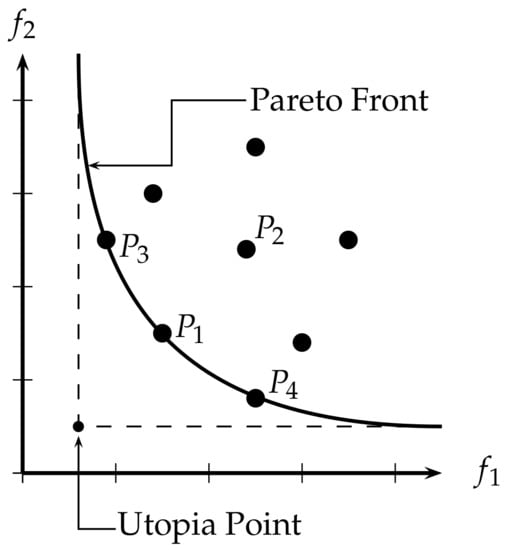 f2
Pareto Front
P2
P3
P1
P4
f1
Utopia Point